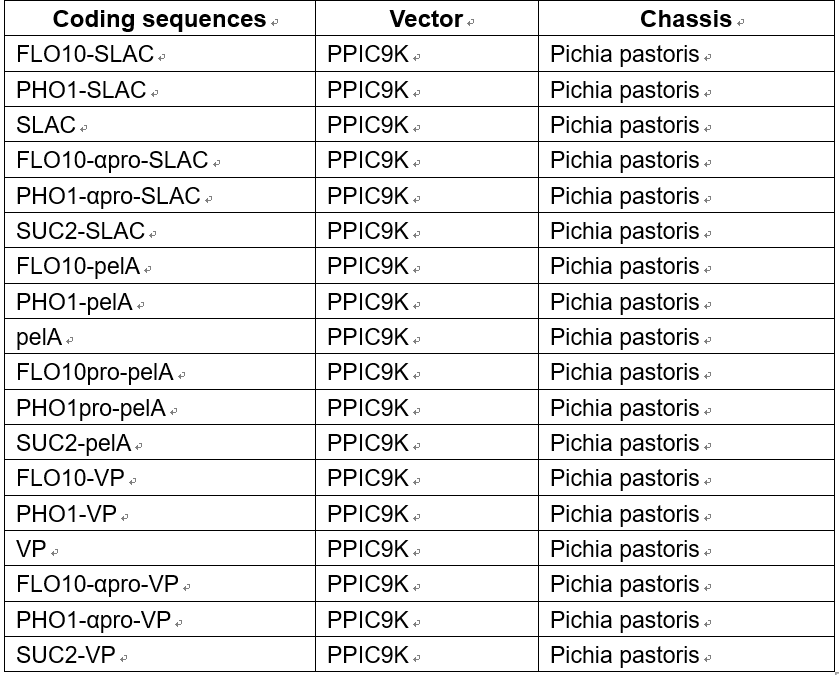 Coding sequences Vector Chassis
FLO10-SLAC PPIC9K Pichia pastoris
PHO1-SLAC PPIC9K Pichia pastoris
SLAC PPIC9K Pichia pastoris
FLO10-αpro-SLAC PPIC9K Pichia pastoris
PHO1-αpro-SLAC PPIC9K Pichia pastoris
SUC2-SLAC PPIC9K Pichia pastoris
FLO10-pelA PPIC9K Pichia pastoris
PHO1-pelA PPIC9K Pichia pastoris
pelA PPIC9K Pichia pastoris
FLO10pro-pelA PPIC9K Pichia pastoris
PHO1pro-pelA PPIC9K Pichia pastoris
SUC2-pelA PPIC9K Pichia pastoris
FLO10-VP PPIC9K Pichia pastoris
PHO1-VP PPIC9K Pichia pastoris
VP PPIC9K Pichia pastoris
FLO10-αpro-VP PPIC9K Pichia pastoris
PHO1-αpro-VP PPIC9K Pichia pastoris
SUC2-VP PPIC9K Pichia pastoris